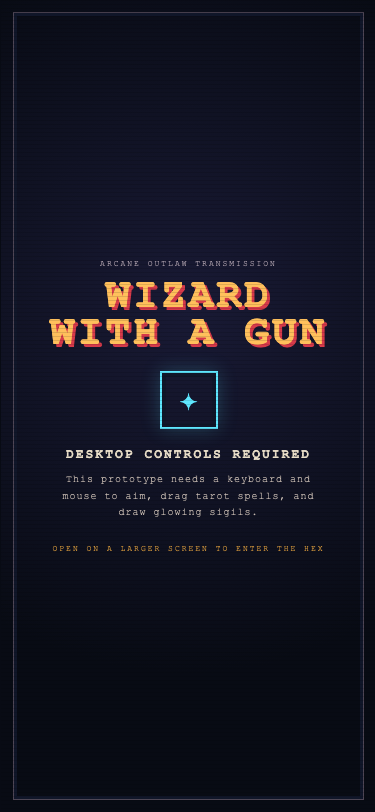 ARCANE OUTLAW TRANSMISSION
WIZARD
WITH A GUN
DESKTOP CONTROLS REQUIRED
This prototype needs a keyboard and
mouse to aim, drag tarot spells, and
draw glowing sigils.
OPEN ON A LARGER SCREEN TO ENTER THE HEX